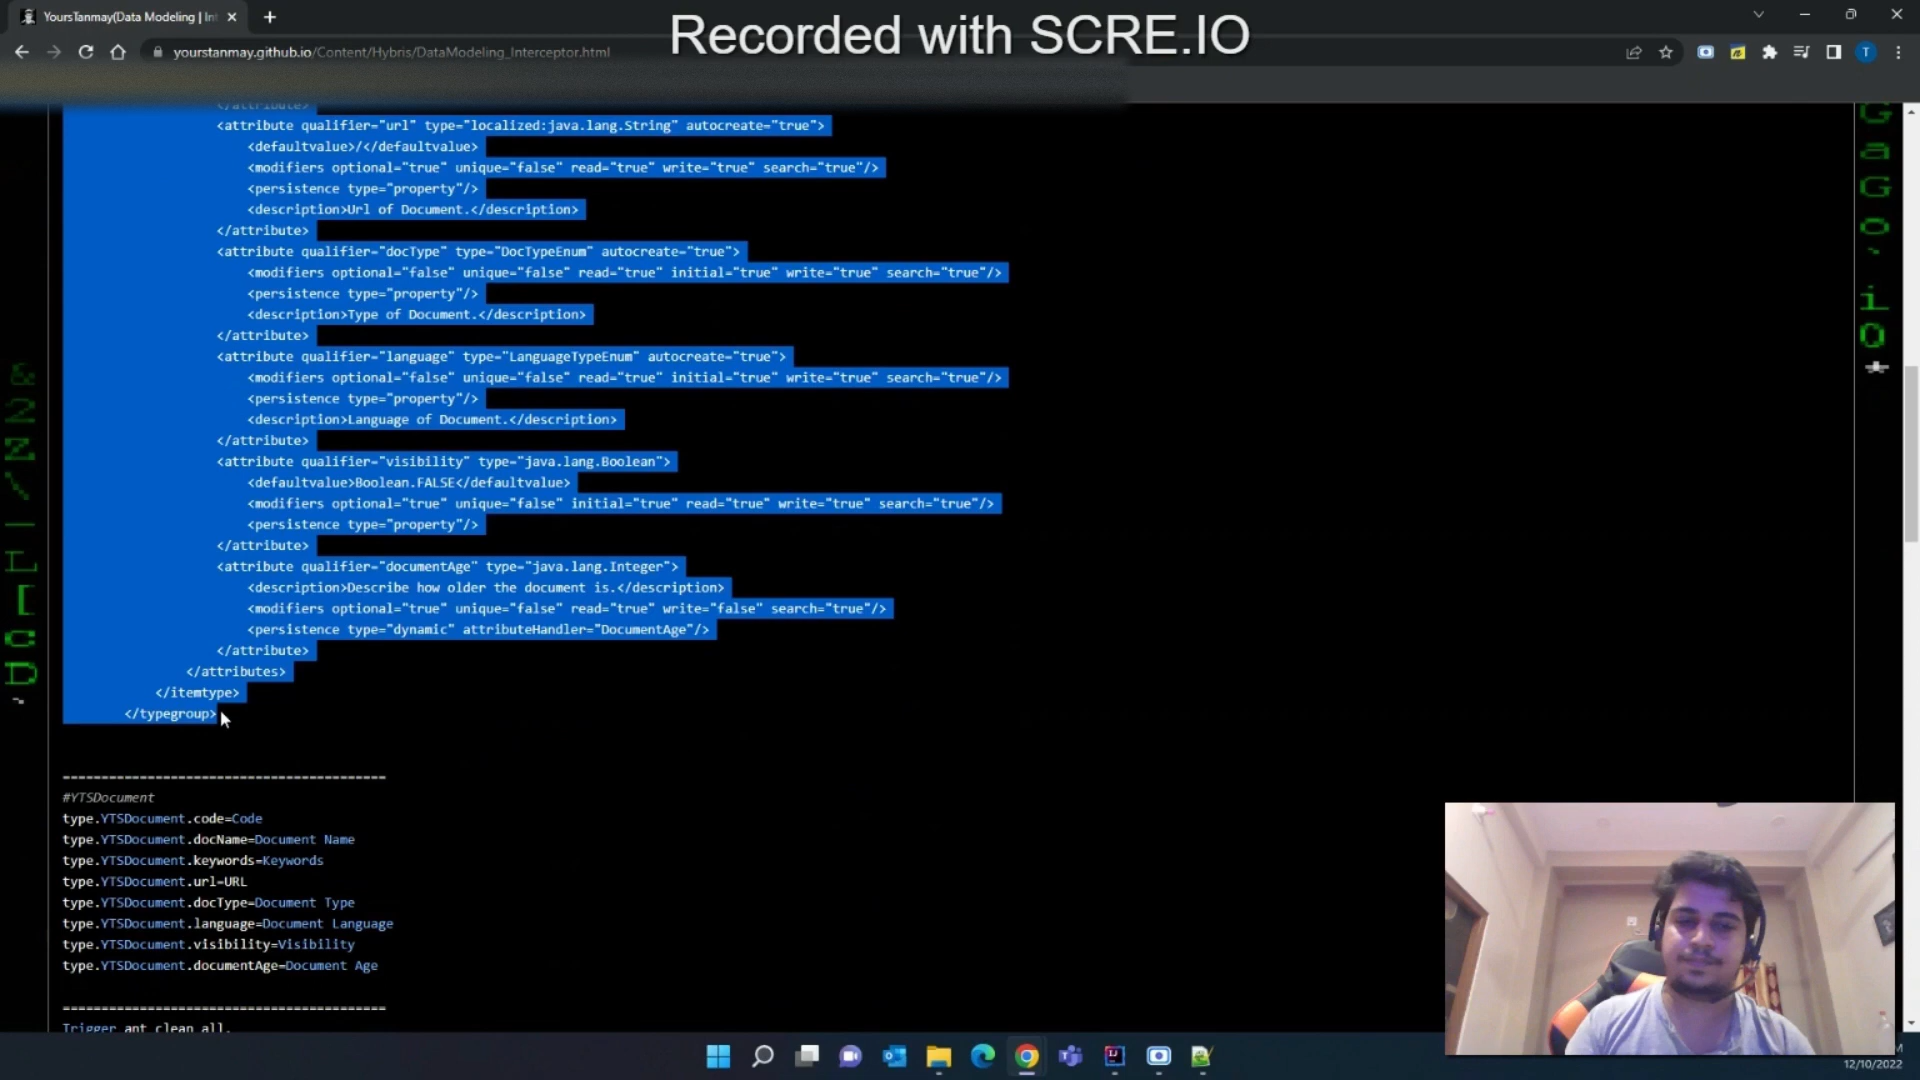 YoursTanmay(Data Modeling | Int
Recorded with SCRE.IO
yourstanmay.github.io/Content/Hybris/DataModeling_Interceptor.html
T
</attribute>
<attribute qualifier="url" type="localized:java.lang.String" autocreate="true">
<defaultvalue>/</defaultvalue>
<modifiers optional="true" unique="false" read="true" write="true" search="true"/>
<persistence type="property"/>
<description>Url of Document.</description>
</attribute>
<attribute qualifier="docType" type="DocTypeEnum" autocreate="true">
<modifiers optional="false" unique="false" read="true" initial="true" write="true" search="true"/>
<persistence type="property"/>
<description>Type of Document.</description>
</attribute>
<attribute qualifier="language" type="LanguageTypeEnum" autocreate="true">
<modifiers optional="false" unique="false" read="true" initial="true" write="true" search="true"/>
<persistence type="property"/>
<description>Language of Document.</description>
</attribute>
<attribute qualifier="visibility" type="java.lang.Boolean">
<defaultvalue>Boolean.FALSE</defaultvalue>
<modifiers optional="true" unique="false" initial="true" read="true" write="true" search="true"/>
<persistence type="property"/>
</attribute>
<attribute qualifier="documentAge" type="java.lang.Integer">
<description>Describe how older the document is.</description>
<modifiers optional="true" unique="false" read="true" write="false" search="true"/>
<persistence type="dynamic" attributeHandler="DocumentAge"/>
</attribute>
</attributes>
</itemtype>
</typegroup>
==========================================
#YTSDocument
type.YTSDocument.code=Code
type.YTSDocument.docName=Document Name
type.YTSDocument.keywords=Keywords
type.YTSDocument.url=URL
type.YTSDocument.docType=Document Type
type.YTSDocument.language=Document Language
type.YTSDocument.visibility=Visibility
type.YTSDocument.documentAge=Document Age
==========================================
Trigger ant clean all.
12/10/2022